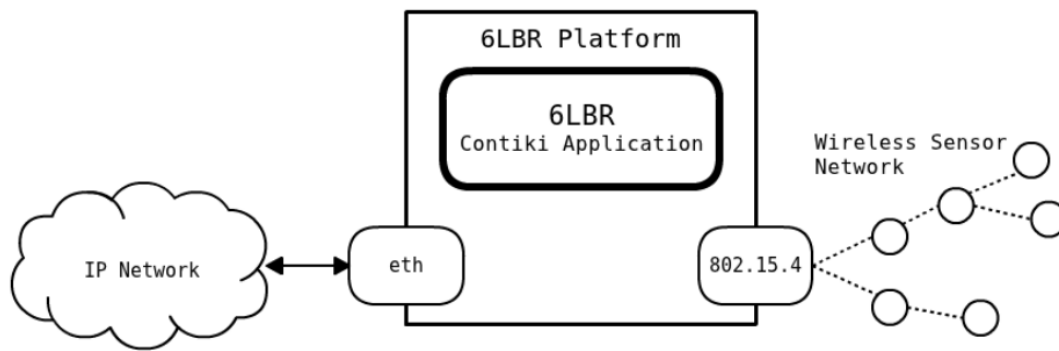 6LBR Platform
6LBR
Contiki Application
Wireless Sensor
Network
IP Network
eth
802.15.4